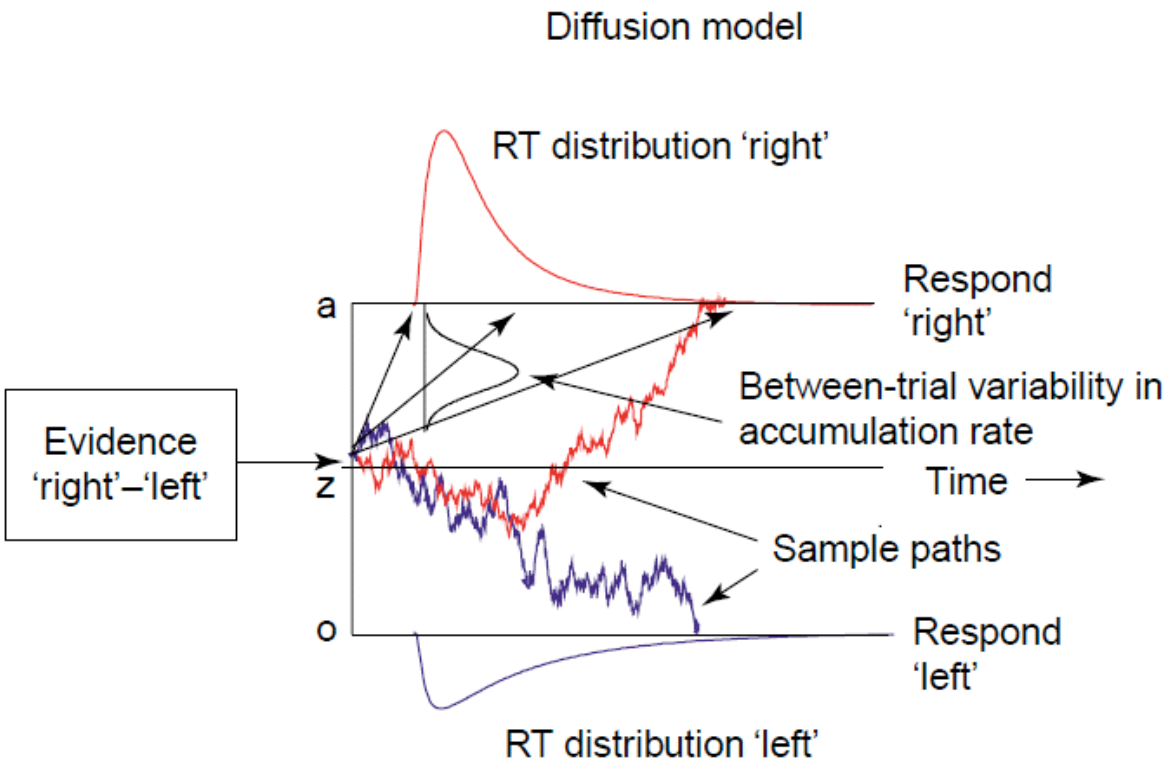 Diffusion model
RT distribution ‘right’
a
Respond
‘right’
Between-trial variability in
accumulation rate
Evidence
‘right’–‘left’
z
Time
Sample paths
o
Respond
‘left’
RT distribution ‘left’